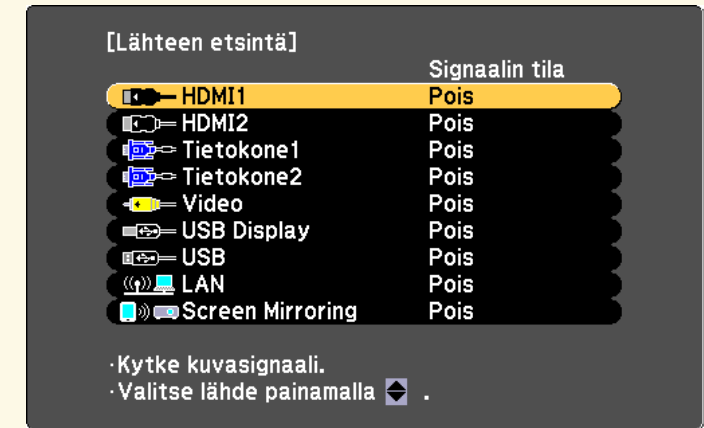 [Lähteen etsintä]
Signaalin tila
HDMI1 Pois
HDMI2 Pois
Tietokone1 Pois
Tietokone2 Pois
Video Pois
USB Display Pois
USB Pois
LAN Pois
Screen Mirroring Pois
·Kytke kuvasignaali.
·Valitse lähde painamalla .